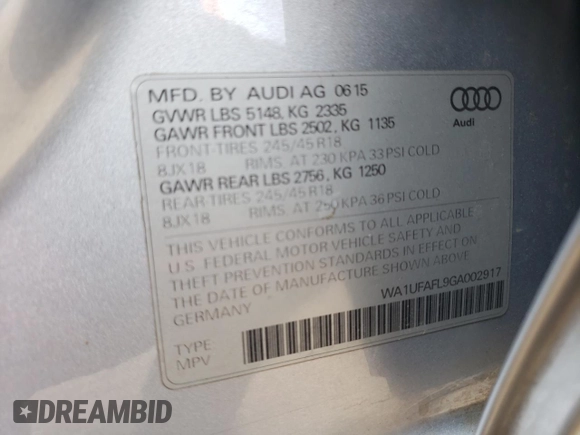 MFD. BY AUDI AG 0615
GVWR LBS 5148, KG 2335
GAWR FRONT LBS 2502, KG 1135
FRONT-TIRES 245/45 R18
8JX18 RIMS. AT 230 KPA 33 PSI COLD
GAWR REAR LBS 2756, KG 1250
REAR-TIRES 245/45 R18
8JX18 RIMS. AT 250 KPA 36 PSI COLD
THIS VEHICLE CONFORMS TO ALL APPLICABLE
U.S FEDERAL MOTOR VEHICLE SAFETY AND
BUMPER STANDARDS IN EFFECT ON
THE DATE OF MANUFACTURE SHOWN ABOVE.
GERMANY
WA1UFAFL9GA002917
TYPE
MPV
Audi
DREAMBID